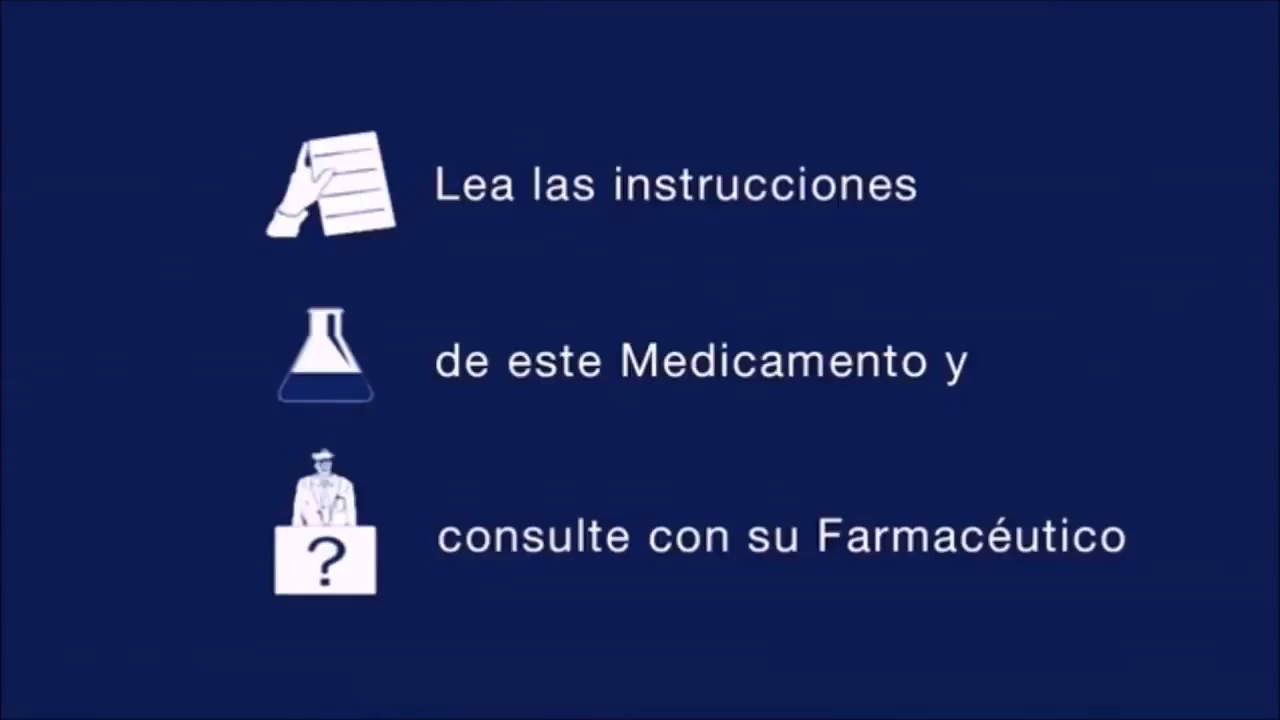 Lea las instrucciones
de este Medicamento y
?
consulte con su Farmacéutico